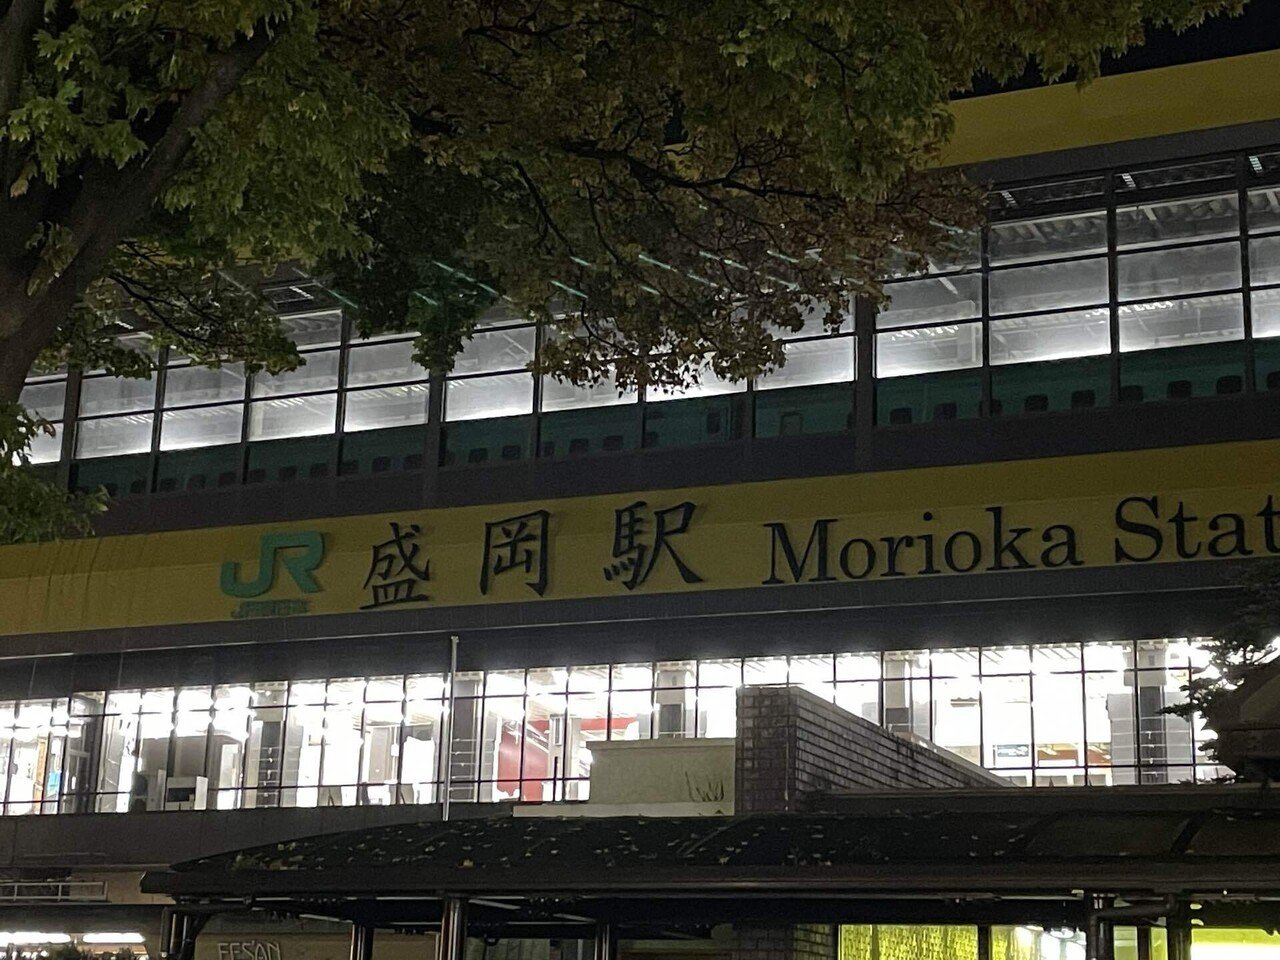 JR 盛岡駅 Morioka Stat
FESAN